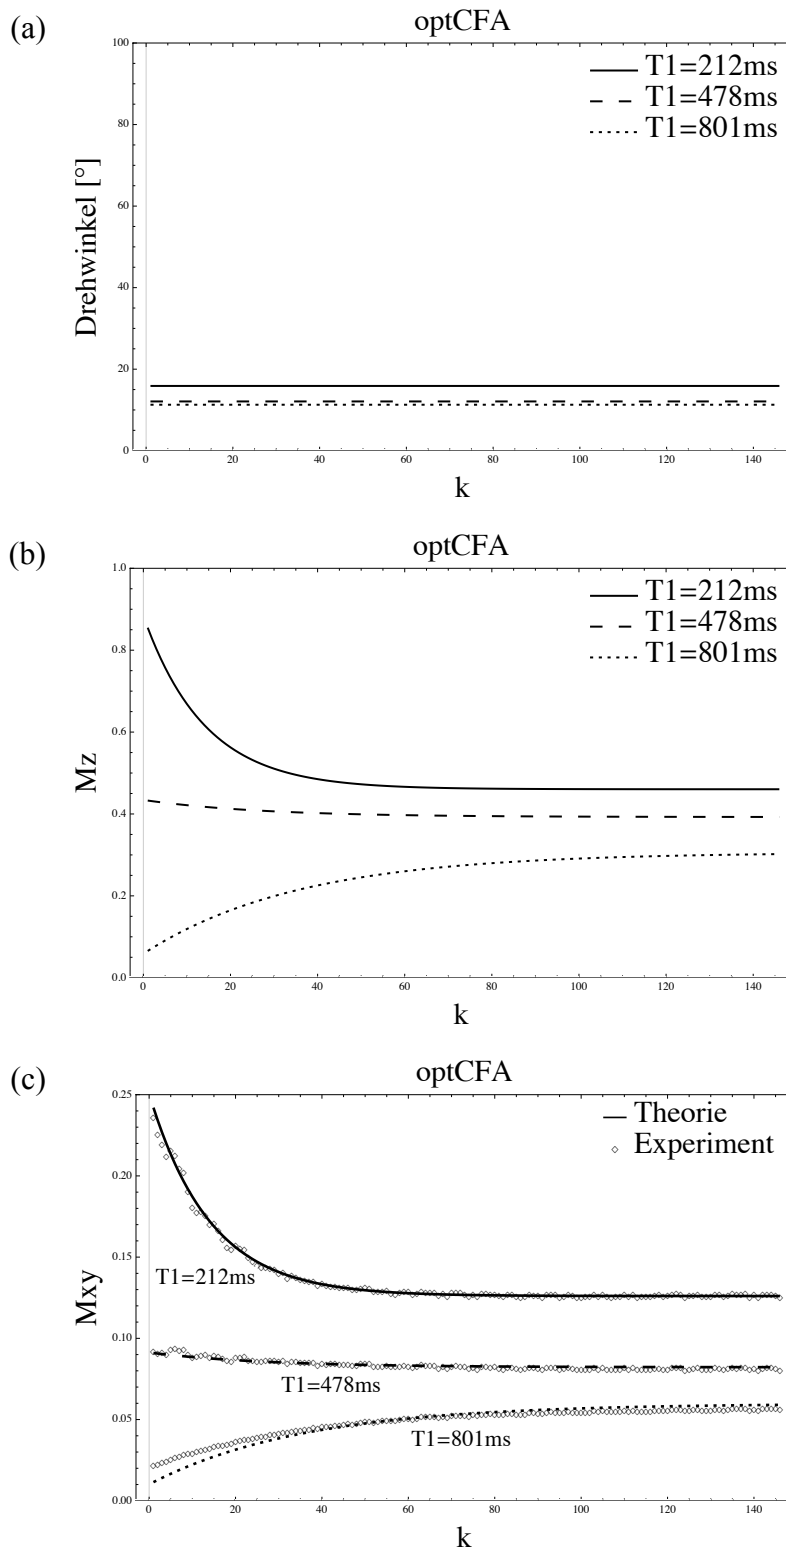 (a)
optCFA
T1=212ms
T1=478ms
T1=801ms
Drehwinkel [°]
100
80
60
40
20
0
0 20 40 60 80 100 120 140
k
(b)
optCFA
T1=212ms
T1=478ms
T1=801ms
Mz
1.0
0.8
0.6
0.4
0.2
0.0
0 20 40 60 80 100 120 140
k
(c)
optCFA
Theorie
Experiment
Mxy
0.25
0.20
0.15
0.10
0.05
0.00
T1=212ms
T1=478ms
T1=801ms
0 20 40 60 80 100 120 140
k